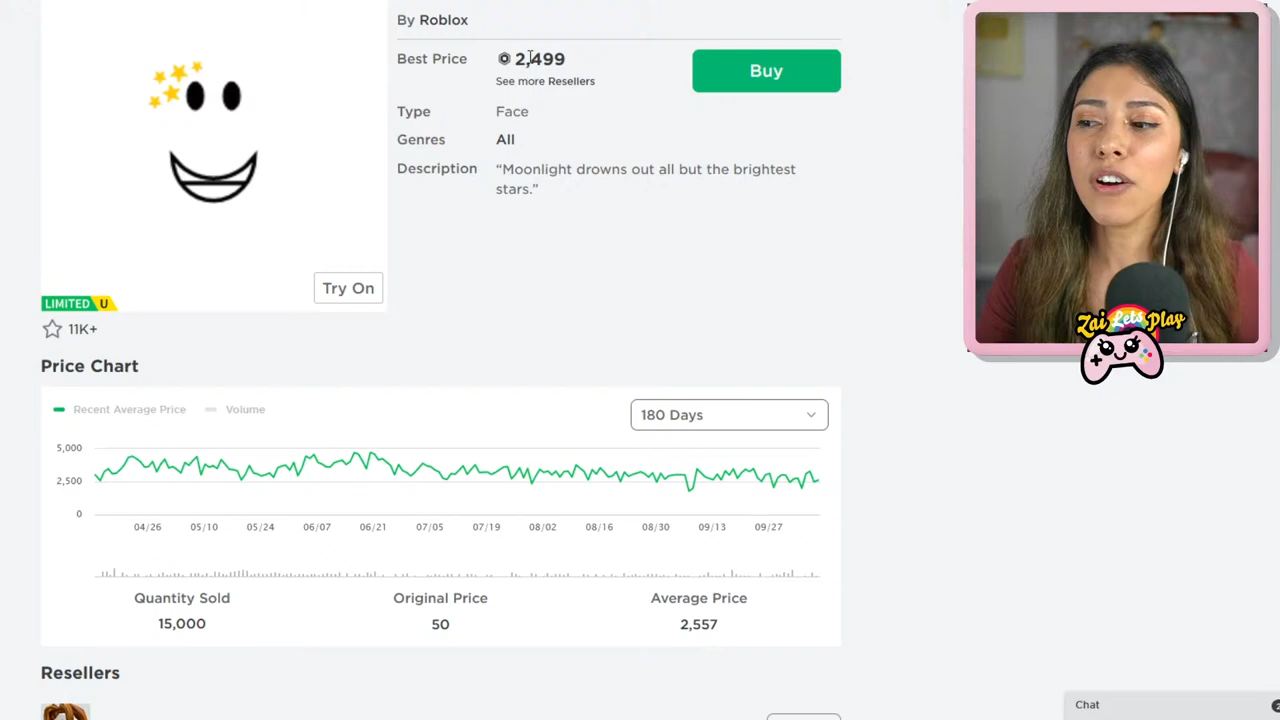 By Roblox
Best Price 2,499
Buy
See more Resellers
Type Face
Genres All
Description “Moonlight drowns out all but the brightest
stars.”
Try On
LIMITED U
11K+
Zai Lets Play
Price Chart
Recent Average Price Volume
180 Days
5,000
2,500
0
04/26 05/10 05/24 06/07 06/21 07/05 07/19 08/02 08/16 08/30 09/13 09/27
Quantity Sold Original Price Average Price
15,000 50 2,557
Resellers
Chat